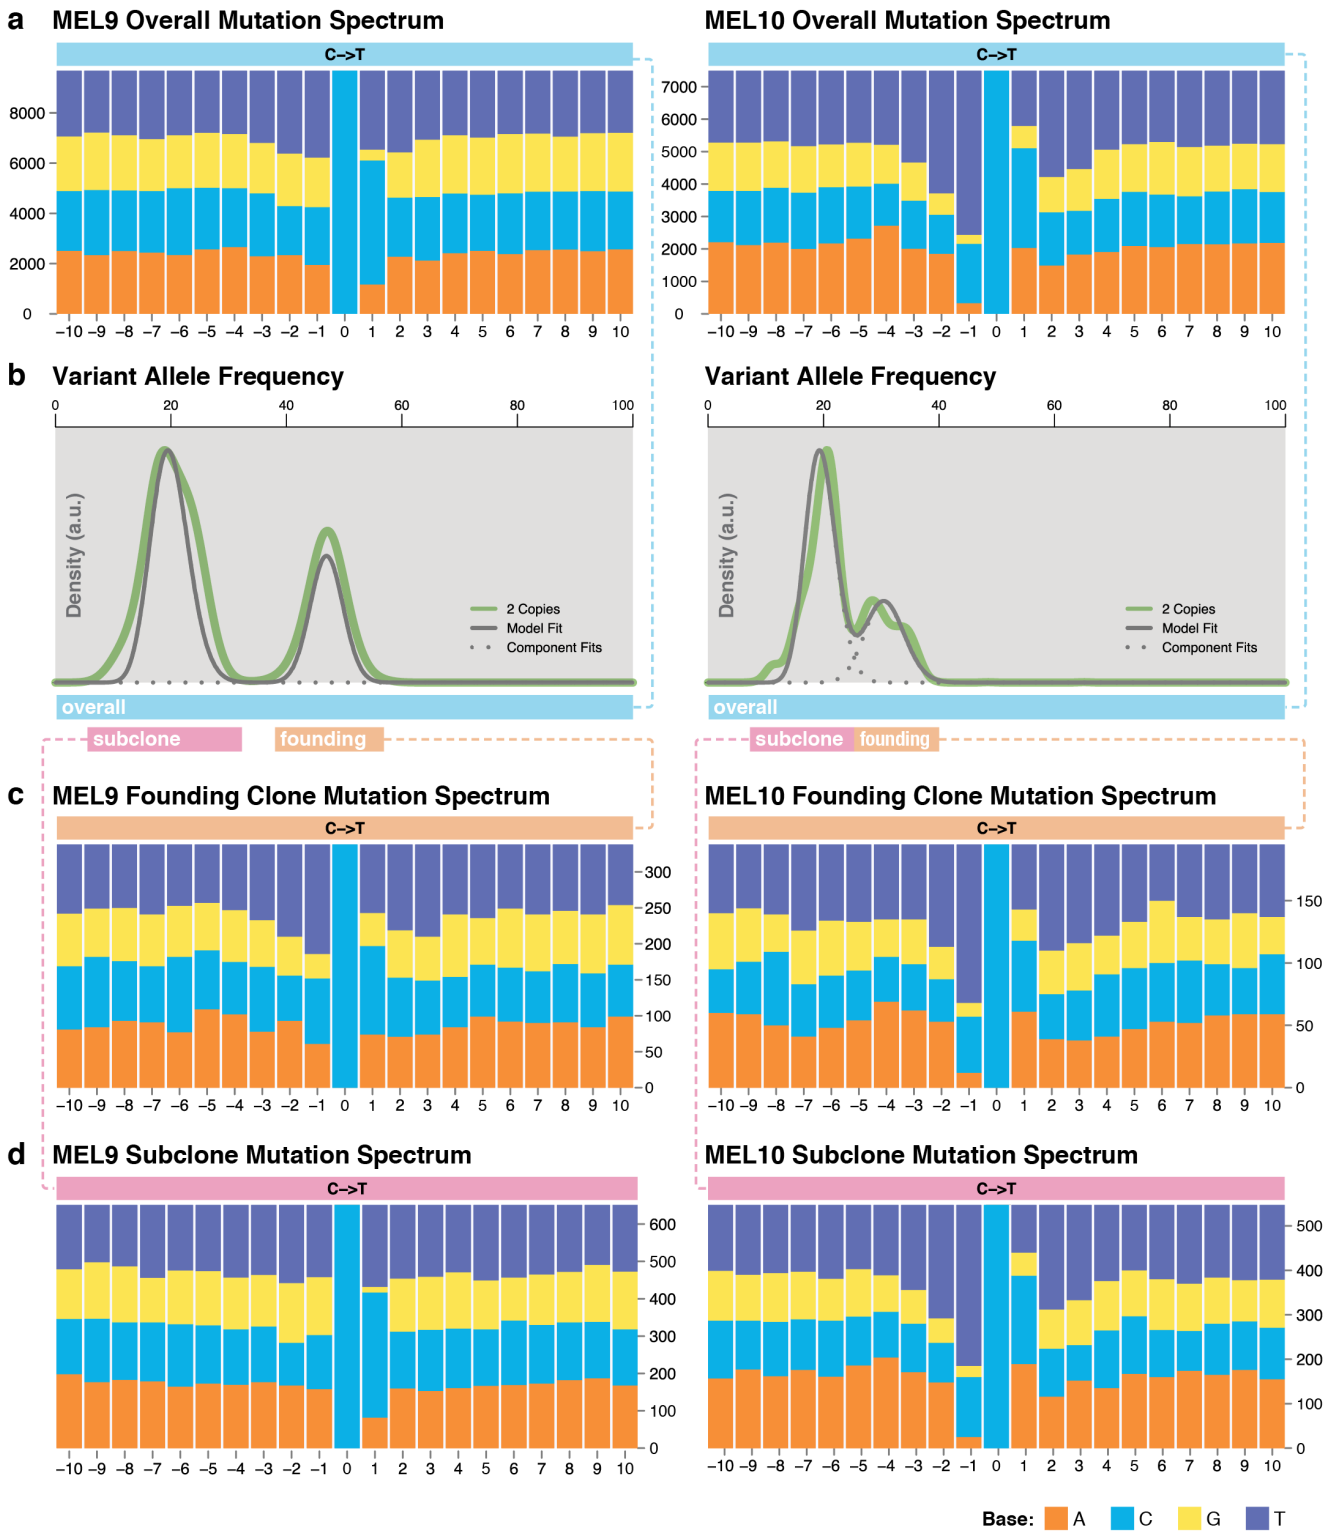 a MEL9 Overall Mutation Spectrum
C->T
8000
6000
4000
2000
0
-10 -9 -8 -7 -6 -5 -4 -3 -2 -1 0 1 2 3 4 5 6 7 8 9 10
MEL10 Overall Mutation Spectrum
C->T
7000
6000
5000
4000
3000
2000
1000
0
-10 -9 -8 -7 -6 -5 -4 -3 -2 -1 0 1 2 3 4 5 6 7 8 9 10
b Variant Allele Frequency
0 20 40 60 80 100
Density (a.u.)
2 Copies
Model Fit
Component Fits
overall
subclone founding
Variant Allele Frequency
0 20 40 60 80 100
Density (a.u.)
2 Copies
Model Fit
Component Fits
overall
subclone founding
c MEL9 Founding Clone Mutation Spectrum
C->T
300
250
200
150
100
50
0
-10 -9 -8 -7 -6 -5 -4 -3 -2 -1 0 1 2 3 4 5 6 7 8 9 10
MEL10 Founding Clone Mutation Spectrum
C->T
150
100
50
0
-10 -9 -8 -7 -6 -5 -4 -3 -2 -1 0 1 2 3 4 5 6 7 8 9 10
d MEL9 Subclone Mutation Spectrum
C->T
600
500
400
300
200
100
0
-10 -9 -8 -7 -6 -5 -4 -3 -2 -1 0 1 2 3 4 5 6 7 8 9 10
MEL10 Subclone Mutation Spectrum
C->T
500
400
300
200
100
0
-10 -9 -8 -7 -6 -5 -4 -3 -2 -1 0 1 2 3 4 5 6 7 8 9 10
Base: A C G T